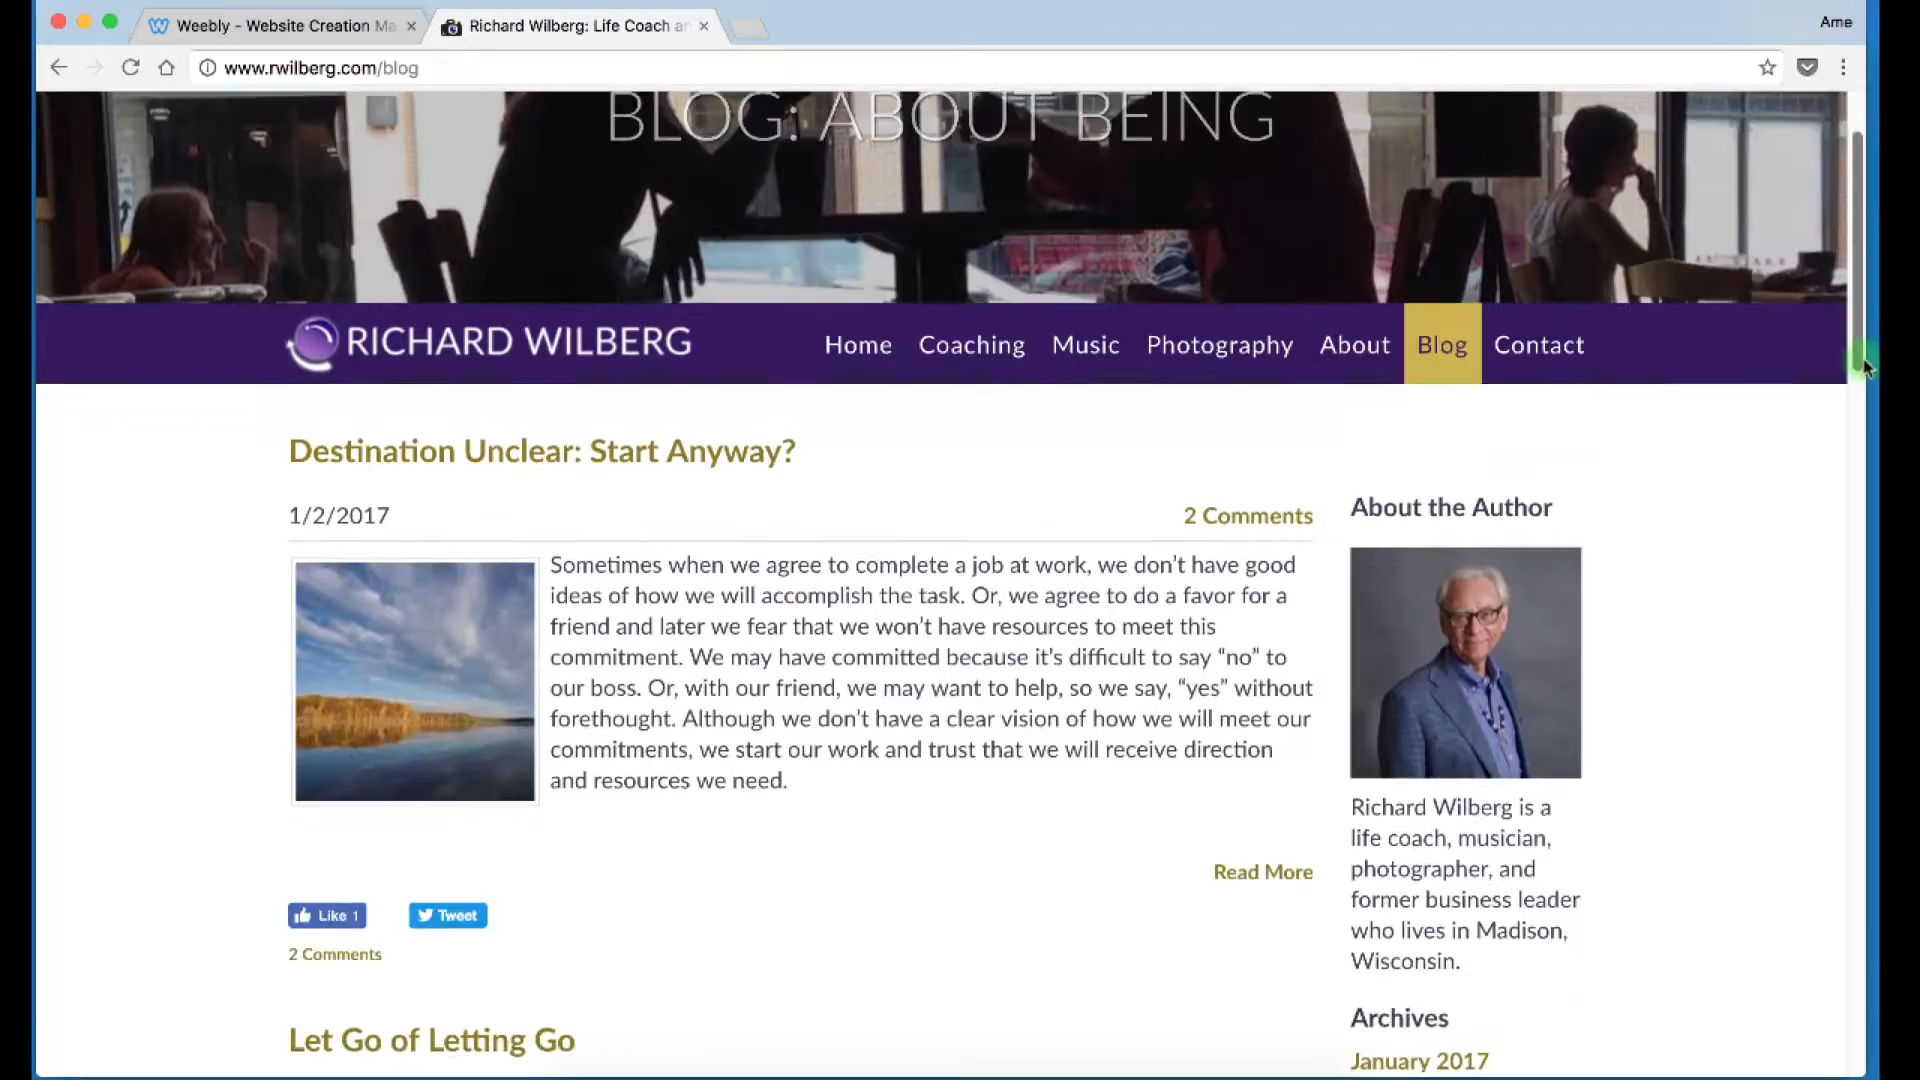 Weebly - Website Creation Ma
Richard Wilberg: Life Coach an
Ame
www.rwilberg.com/blog
BLOG: ABOUT BEING
RICHARD WILBERG
Home Coaching Music Photography About Blog Contact
Destination Unclear: Start Anyway?
1/2/2017
2 Comments
Sometimes when we agree to complete a job at work, we don’t have good
ideas of how we will accomplish the task. Or, we agree to do a favor for a
friend and later we fear that we won’t have resources to meet this
commitment. We may have committed because it's difficult to say “no” to
our boss. Or, with our friend, we may want to help, so we say, “yes” without
forethought. Although we don’t have a clear vision of how we will meet our
commitments, we start our work and trust that we will receive direction
and resources we need.
Read More
Like 1
Tweet
2 Comments
Let Go of Letting Go
About the Author
Richard Wilberg is a
life coach, musician,
photographer, and
former business leader
who lives in Madison,
Wisconsin.
Archives
January 2017